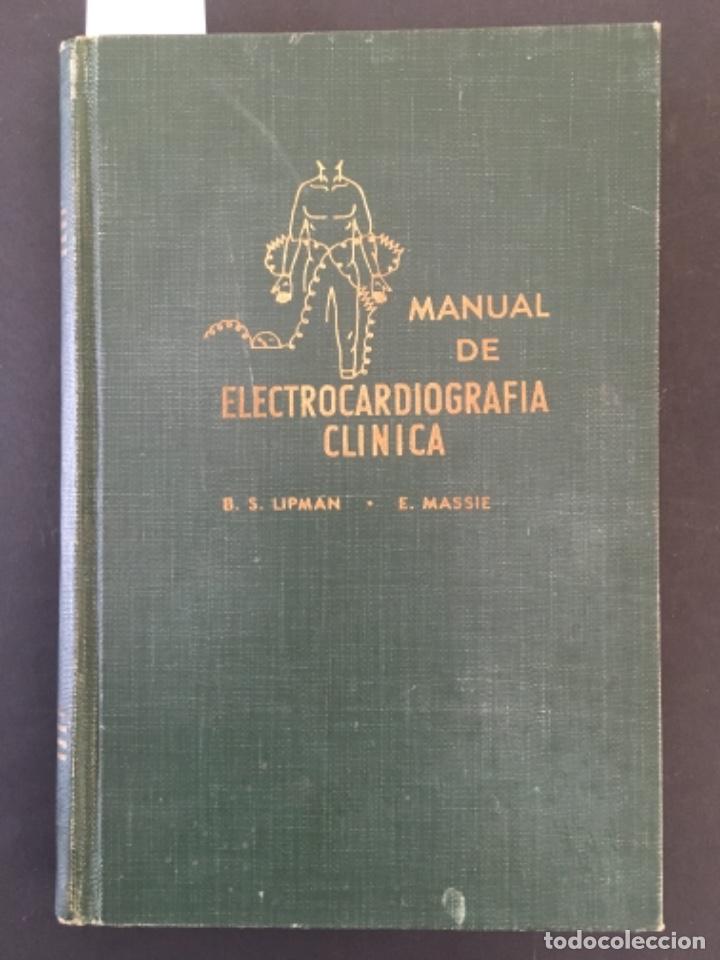 MANUAL
DE
ELECTROCARDIOGRAFIA
CLINICA
B. S. LIPMAN • E. MASSIE
todocoleccion